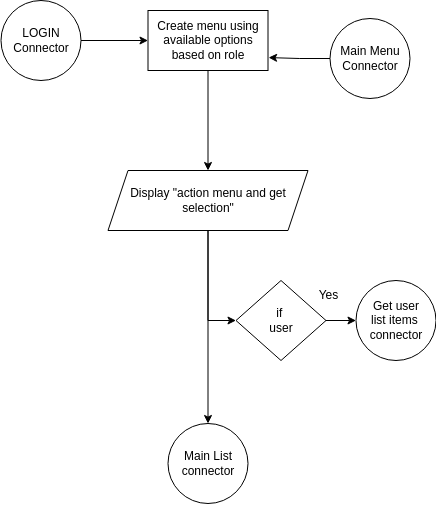 LOGIN
Connector
Create menu using
available options
based on role
Main Menu
Connector
Display "action menu and get
selection"
if
user
Yes
Get user
list items
connector
Main List
connector